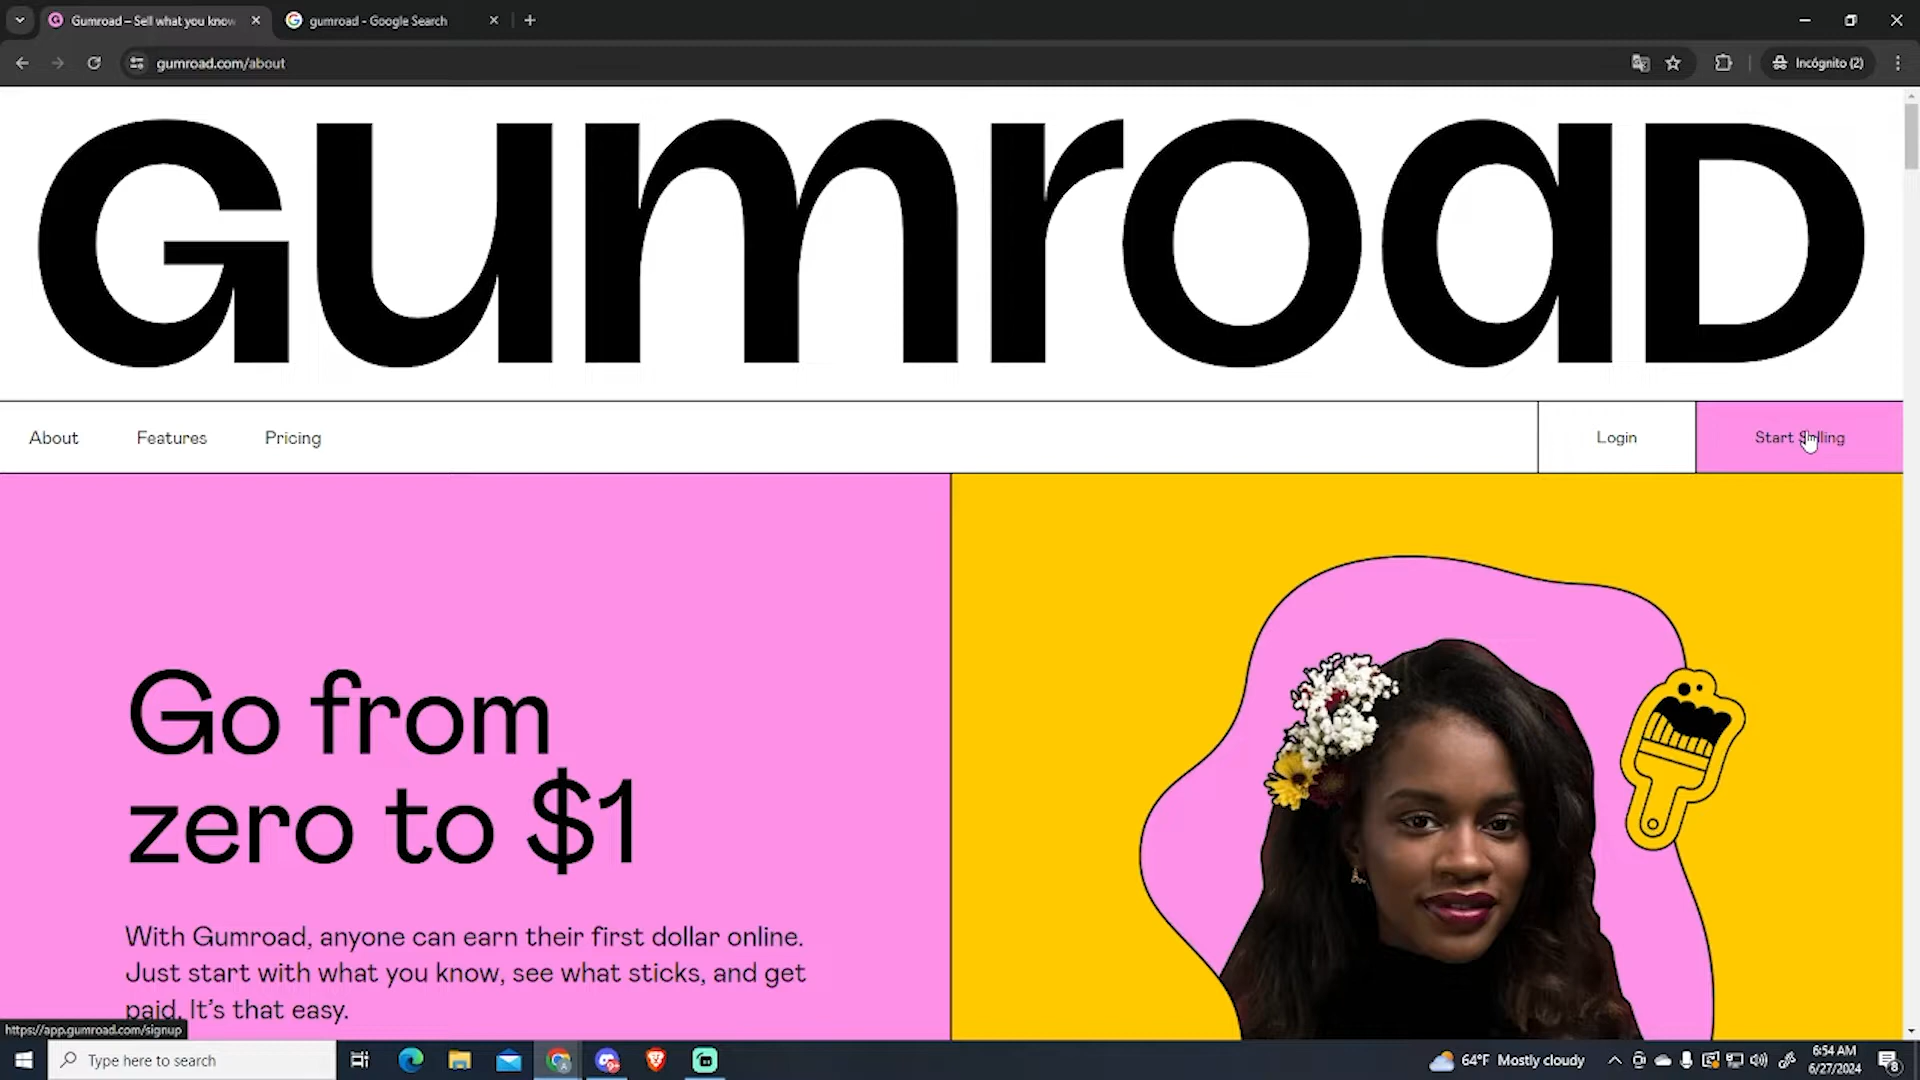 Gumroad – Sell what you know
gumroad - Google Search
gumroad.com/about
Incógnito (2)
Gumroad
About
Features
Pricing
Login
Start Selling
Go from
zero to $1
With Gumroad, anyone can earn their first dollar online.
Just start with what you know, see what sticks, and get
paid. It's that easy.
https://app.gumroad.com/signup
Type here to search
64°F Mostly cloudy
6:54 AM
6/27/2024
8